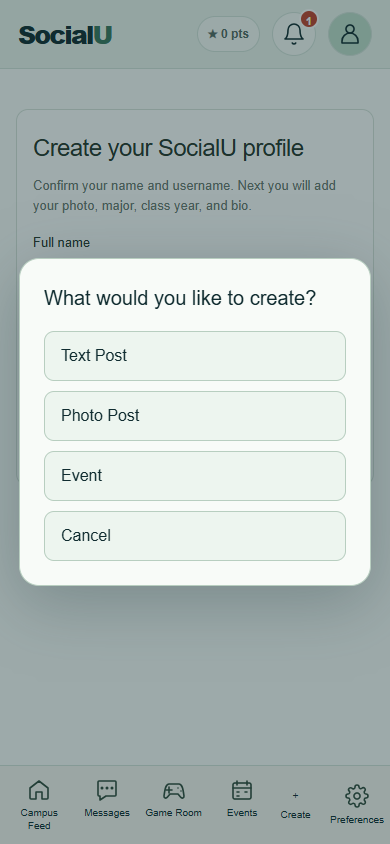 SocialU
★ 0 pts
1
Create your SocialU profile
Confirm your name and username. Next you will add
your photo, major, class year, and bio.
Full name
What would you like to create?
Text Post
Photo Post
Event
Cancel
Campus
Feed
Messages
Game Room
Events
+
Create
Preferences